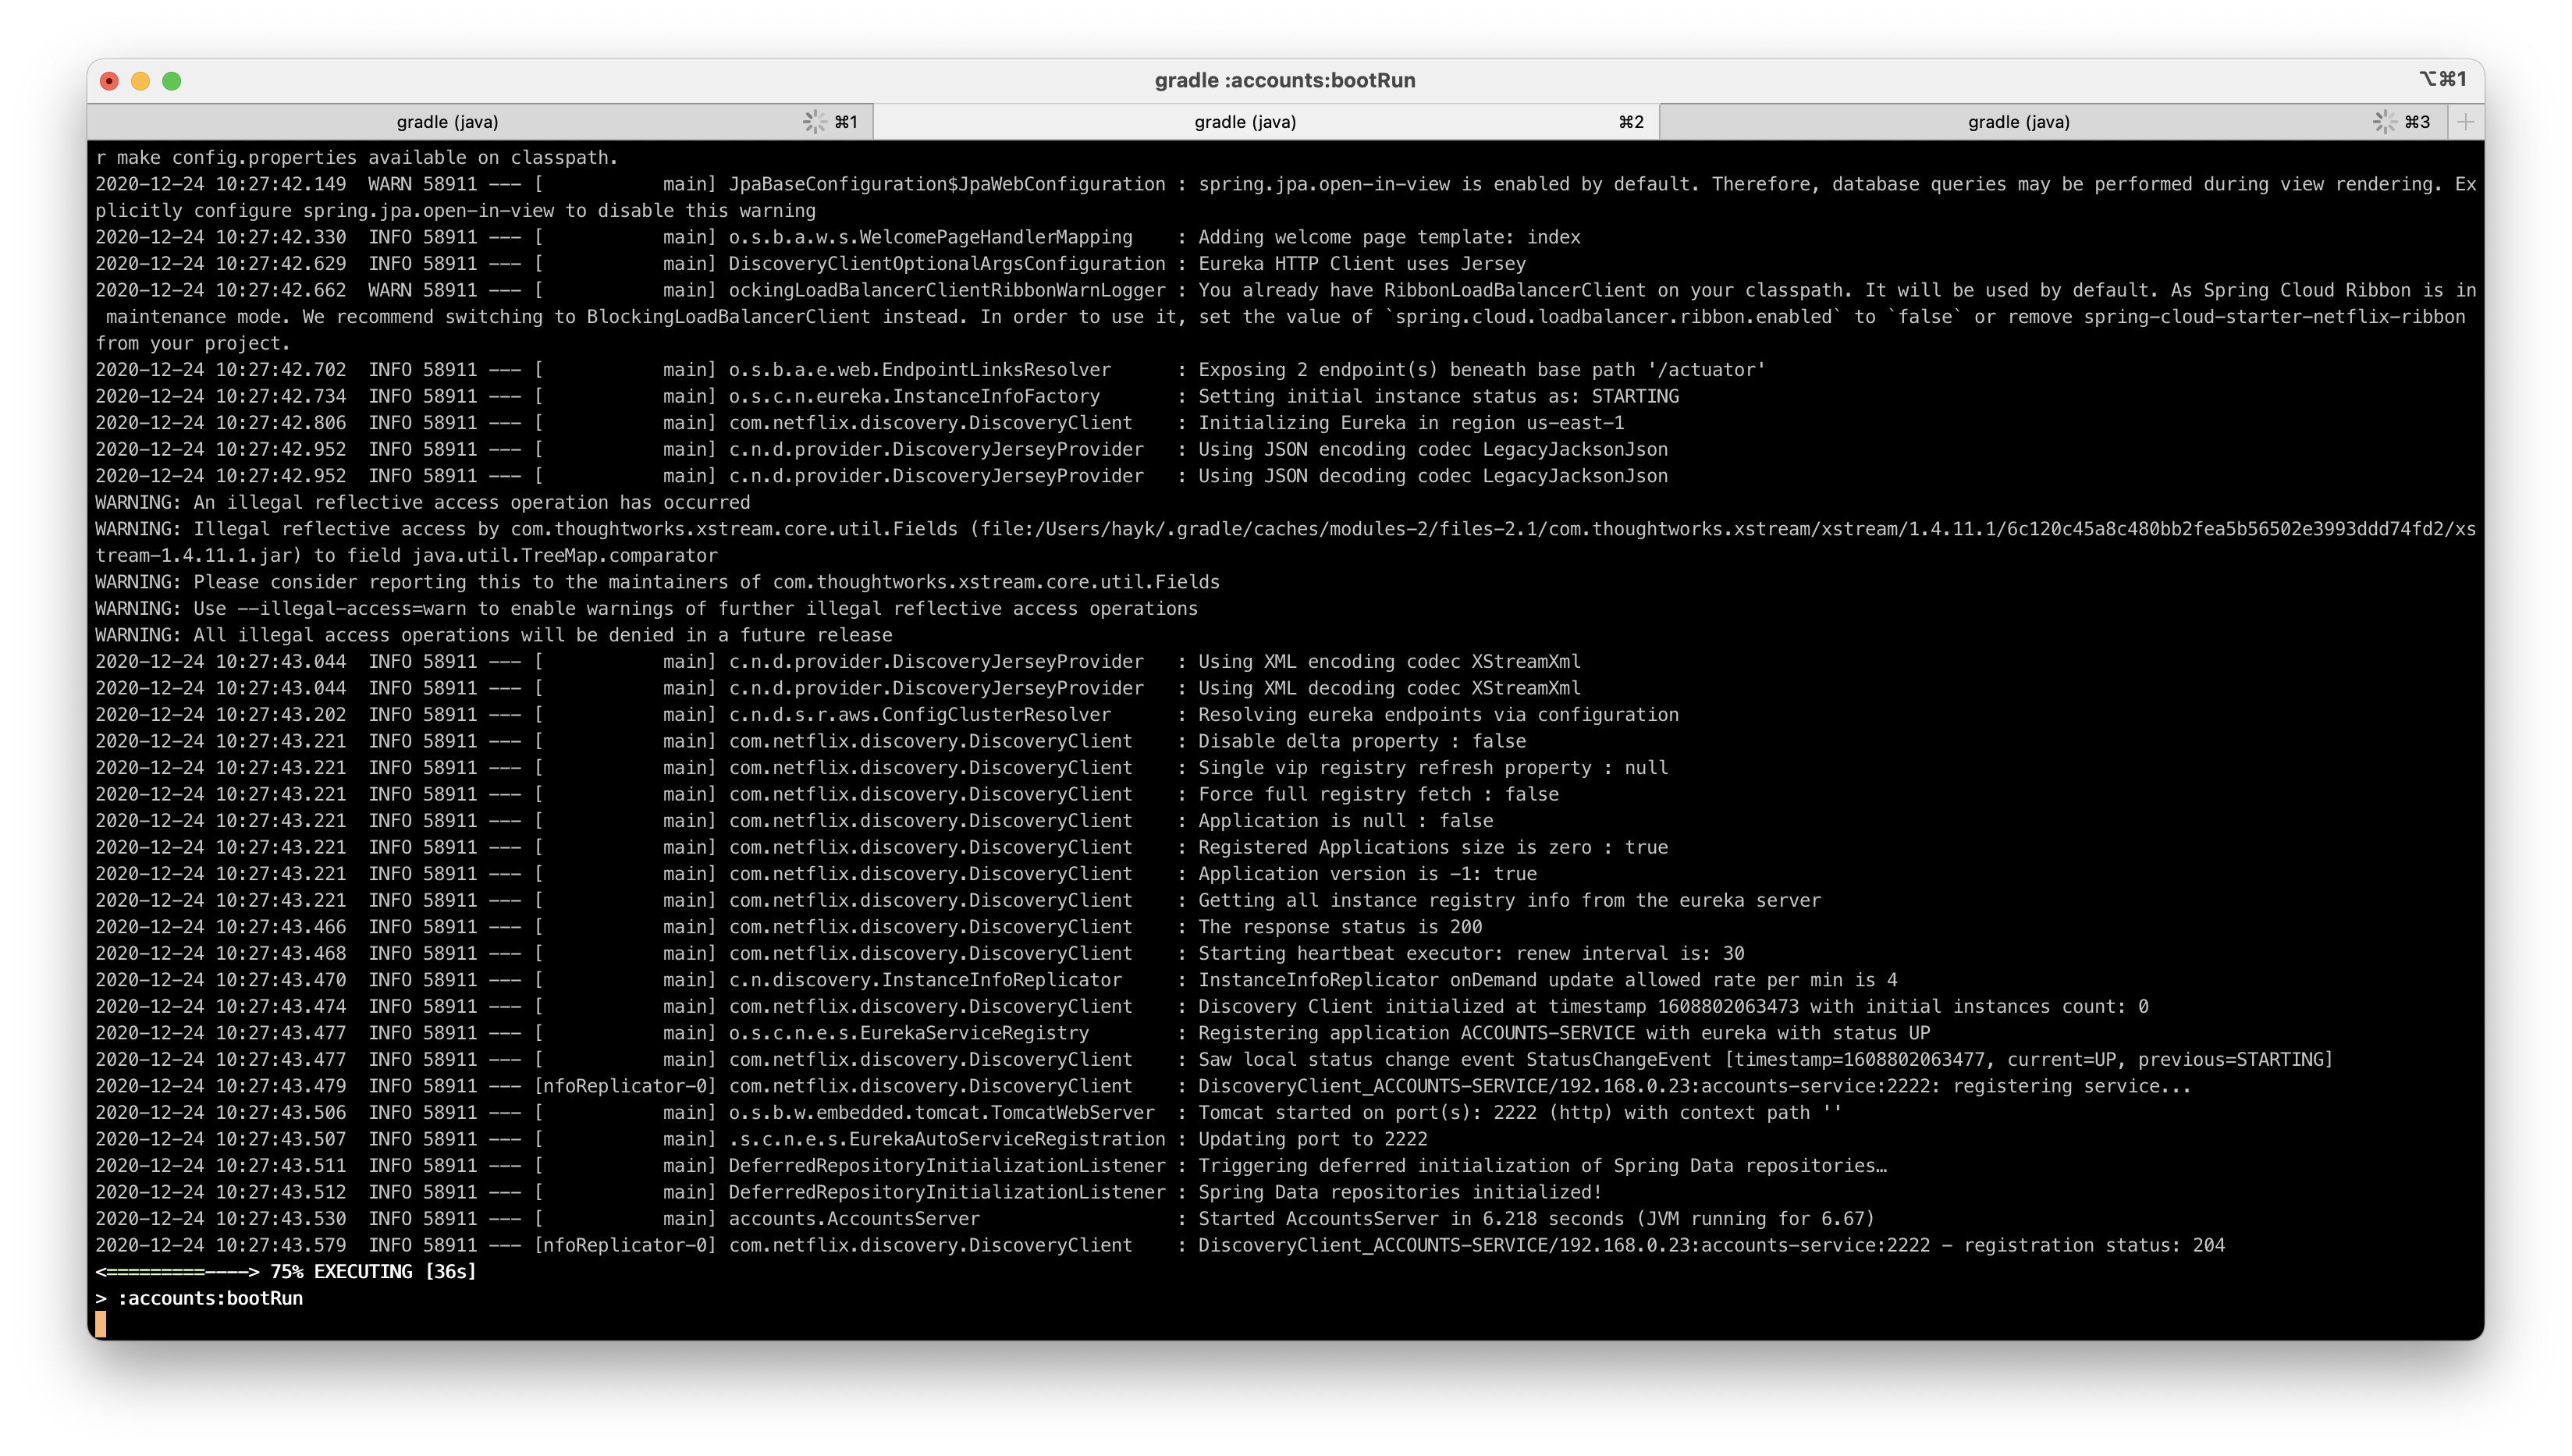 gradle :accounts:bootRun
⌥⌘1
gradle (java) ⌘1 gradle (java) ⌘2 gradle (java) ⌘3 +
r make config.properties available on classpath.
2020-12-24 10:27:42.149  WARN 58911 --- [           main] JpaBaseConfiguration$JpaWebConfiguration : spring.jpa.open-in-view is enabled by default. Therefore, database queries may be performed during view rendering. Ex
plicitly configure spring.jpa.open-in-view to disable this warning
2020-12-24 10:27:42.330  INFO 58911 --- [           main] o.s.b.a.w.s.WelcomePageHandlerMapping    : Adding welcome page template: index
2020-12-24 10:27:42.629  INFO 58911 --- [           main] DiscoveryClientOptionalArgsConfiguration : Eureka HTTP Client uses Jersey
2020-12-24 10:27:42.662  WARN 58911 --- [           main] ockingLoadBalancerClientRibbonWarnLogger : You already have RibbonLoadBalancerClient on your classpath. It will be used by default. As Spring Cloud Ribbon is in
 maintenance mode. We recommend switching to BlockingLoadBalancerClient instead. In order to use it, set the value of `spring.cloud.loadbalancer.ribbon.enabled` to `false` or remove spring-cloud-starter-netflix-ribbon
from your project.
2020-12-24 10:27:42.702  INFO 58911 --- [           main] o.s.b.a.e.web.EndpointLinksResolver      : Exposing 2 endpoint(s) beneath base path '/actuator'
2020-12-24 10:27:42.734  INFO 58911 --- [           main] o.s.c.n.eureka.InstanceInfoFactory       : Setting initial instance status as: STARTING
2020-12-24 10:27:42.806  INFO 58911 --- [           main] com.netflix.discovery.DiscoveryClient    : Initializing Eureka in region us-east-1
2020-12-24 10:27:42.952  INFO 58911 --- [           main] c.n.d.provider.DiscoveryJerseyProvider   : Using JSON encoding codec LegacyJacksonJson
2020-12-24 10:27:42.952  INFO 58911 --- [           main] c.n.d.provider.DiscoveryJerseyProvider   : Using JSON decoding codec LegacyJacksonJson
WARNING: An illegal reflective access operation has occurred
WARNING: Illegal reflective access by com.thoughtworks.xstream.core.util.Fields (file:/Users/hayk/.gradle/caches/modules-2/files-2.1/com.thoughtworks.xstream/xstream/1.4.11.1/6c120c45a8c480bb2fea5b56502e3993ddd74fd2/xs
tream-1.4.11.1.jar) to field java.util.TreeMap.comparator
WARNING: Please consider reporting this to the maintainers of com.thoughtworks.xstream.core.util.Fields
WARNING: Use --illegal-access=warn to enable warnings of further illegal reflective access operations
WARNING: All illegal access operations will be denied in a future release
2020-12-24 10:27:43.044  INFO 58911 --- [           main] c.n.d.provider.DiscoveryJerseyProvider   : Using XML encoding codec XStreamXml
2020-12-24 10:27:43.044  INFO 58911 --- [           main] c.n.d.provider.DiscoveryJerseyProvider   : Using XML decoding codec XStreamXml
2020-12-24 10:27:43.202  INFO 58911 --- [           main] c.n.d.s.r.aws.ConfigClusterResolver      : Resolving eureka endpoints via configuration
2020-12-24 10:27:43.221  INFO 58911 --- [           main] com.netflix.discovery.DiscoveryClient    : Disable delta property : false
2020-12-24 10:27:43.221  INFO 58911 --- [           main] com.netflix.discovery.DiscoveryClient    : Single vip registry refresh property : null
2020-12-24 10:27:43.221  INFO 58911 --- [           main] com.netflix.discovery.DiscoveryClient    : Force full registry fetch : false
2020-12-24 10:27:43.221  INFO 58911 --- [           main] com.netflix.discovery.DiscoveryClient    : Application is null : false
2020-12-24 10:27:43.221  INFO 58911 --- [           main] com.netflix.discovery.DiscoveryClient    : Registered Applications size is zero : true
2020-12-24 10:27:43.221  INFO 58911 --- [           main] com.netflix.discovery.DiscoveryClient    : Application version is -1: true
2020-12-24 10:27:43.221  INFO 58911 --- [           main] com.netflix.discovery.DiscoveryClient    : Getting all instance registry info from the eureka server
2020-12-24 10:27:43.466  INFO 58911 --- [           main] com.netflix.discovery.DiscoveryClient    : The response status is 200
2020-12-24 10:27:43.468  INFO 58911 --- [           main] com.netflix.discovery.DiscoveryClient    : Starting heartbeat executor: renew interval is: 30
2020-12-24 10:27:43.470  INFO 58911 --- [           main] c.n.discovery.InstanceInfoReplicator     : InstanceInfoReplicator onDemand update allowed rate per min is 4
2020-12-24 10:27:43.474  INFO 58911 --- [           main] com.netflix.discovery.DiscoveryClient    : Discovery Client initialized at timestamp 1608802063473 with initial instances count: 0
2020-12-24 10:27:43.477  INFO 58911 --- [           main] o.s.c.n.e.s.EurekaServiceRegistry        : Registering application ACCOUNTS-SERVICE with eureka with status UP
2020-12-24 10:27:43.477  INFO 58911 --- [           main] com.netflix.discovery.DiscoveryClient    : Saw local status change event StatusChangeEvent [timestamp=1608802063477, current=UP, previous=STARTING]
2020-12-24 10:27:43.479  INFO 58911 --- [nfoReplicator-0] com.netflix.discovery.DiscoveryClient    : DiscoveryClient_ACCOUNTS-SERVICE/192.168.0.23:accounts-service:2222: registering service...
2020-12-24 10:27:43.506  INFO 58911 --- [           main] o.s.b.w.embedded.tomcat.TomcatWebServer  : Tomcat started on port(s): 2222 (http) with context path ''
2020-12-24 10:27:43.507  INFO 58911 --- [           main] .s.c.n.e.s.EurekaAutoServiceRegistration : Updating port to 2222
2020-12-24 10:27:43.511  INFO 58911 --- [           main] DeferredRepositoryInitializationListener : Triggering deferred initialization of Spring Data repositories…
2020-12-24 10:27:43.512  INFO 58911 --- [           main] DeferredRepositoryInitializationListener : Spring Data repositories initialized!
2020-12-24 10:27:43.530  INFO 58911 --- [           main] accounts.AccountsServer                  : Started AccountsServer in 6.218 seconds (JVM running for 6.67)
2020-12-24 10:27:43.579  INFO 58911 --- [nfoReplicator-0] com.netflix.discovery.DiscoveryClient    : DiscoveryClient_ACCOUNTS-SERVICE/192.168.0.23:accounts-service:2222 - registration status: 204
<=========----> 75% EXECUTING [36s]
> :accounts:bootRun